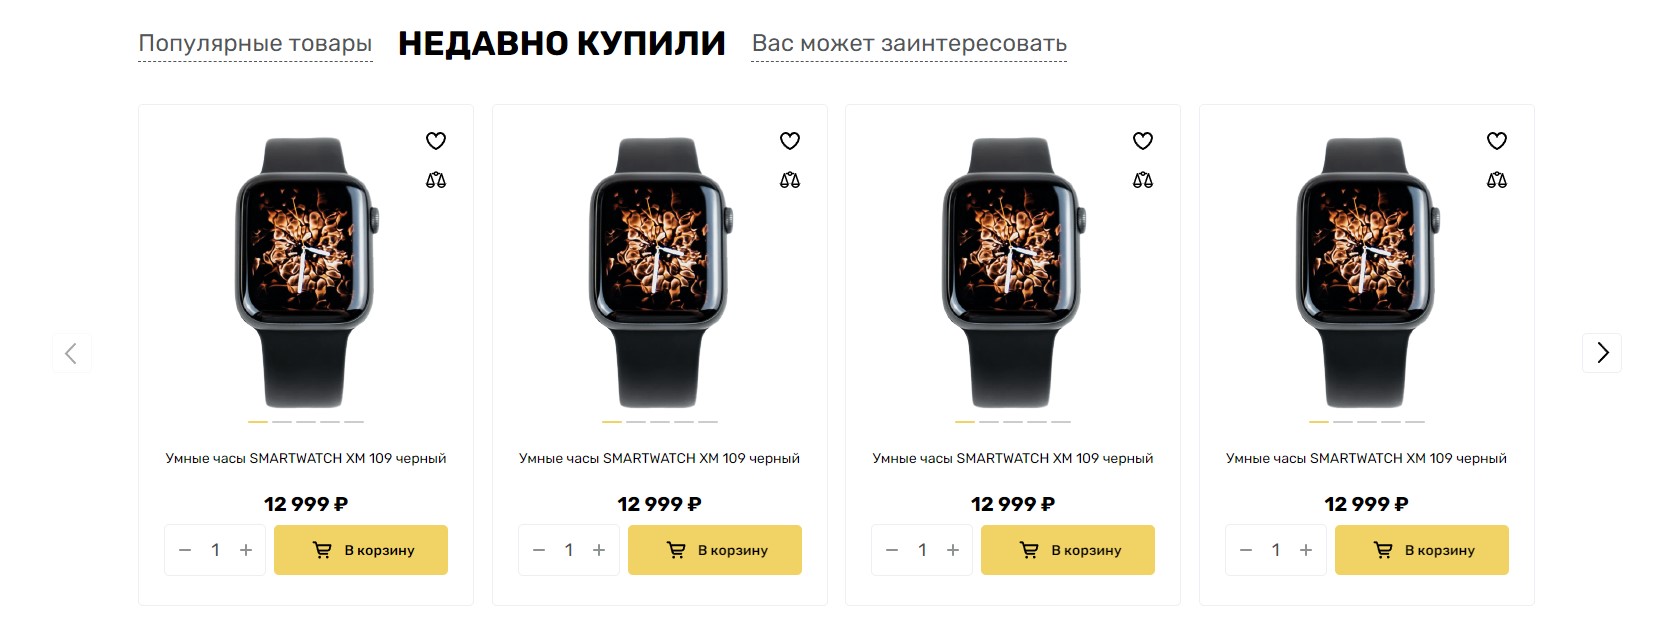 Популярные товары НЕДАВНО КУПИЛИ Вас может заинтересовать
Умные часы SMARTWATCH XM 109 черный
12 999 ₽
− 1 + В корзину
Умные часы SMARTWATCH XM 109 черный
12 999 ₽
− 1 + В корзину
Умные часы SMARTWATCH XM 109 черный
12 999 ₽
− 1 + В корзину
Умные часы SMARTWATCH XM 109 черный
12 999 ₽
− 1 + В корзину